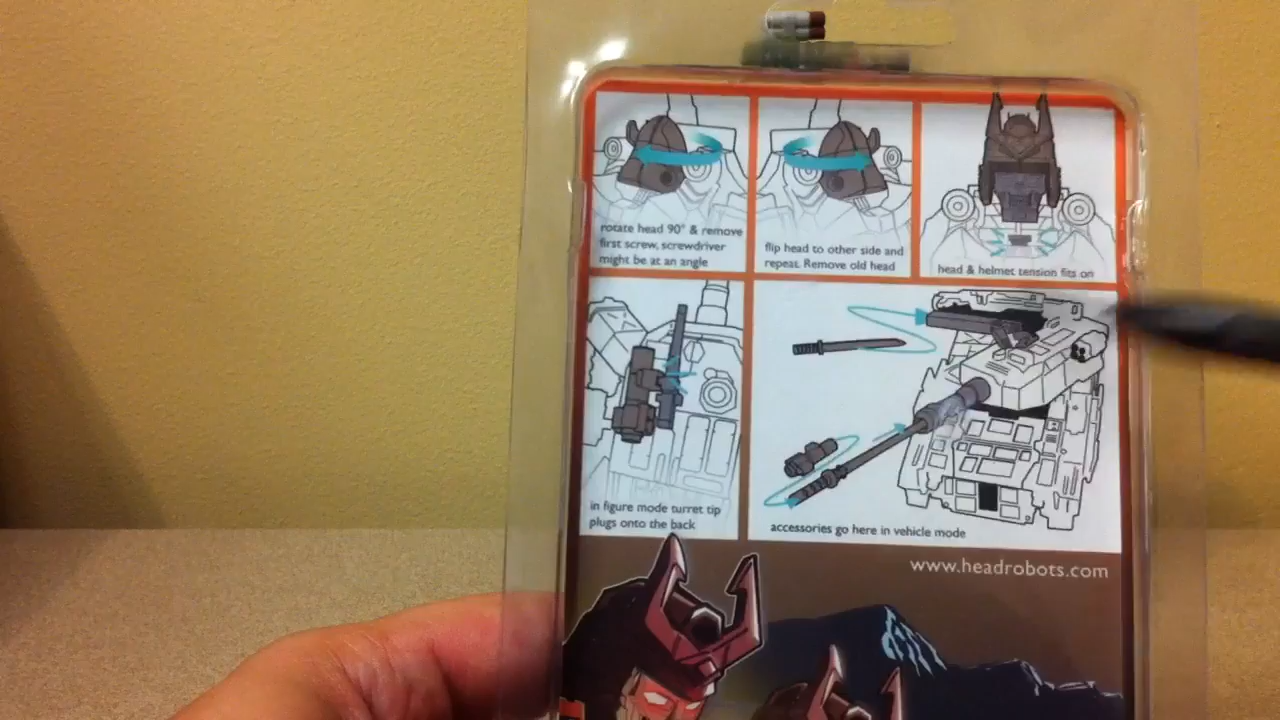 rotate head 90° & remove
first screw, screwdriver
might be at an angle
flip head to other side and
repeat. Remove old head
head & helmet tension fits on
in figure mode turret tip
plugs onto the back
accessories go here in vehicle mode
www.headrobots.com